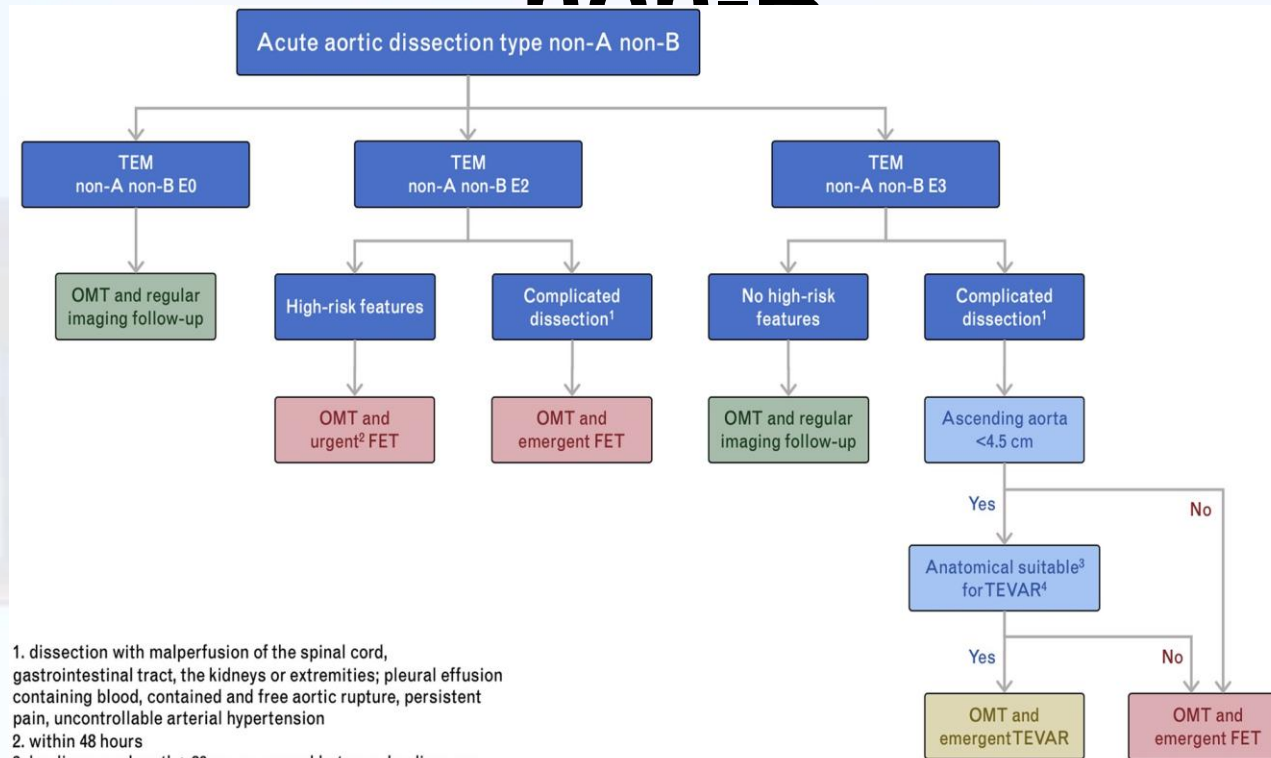 Acute aortic dissection type non-A non-B
TEM
non-A non-B E0
TEM
non-A non-B E2
TEM
non-A non-B E3
OMT and regular
imaging follow-up
High-risk features
Complicated
dissection¹
No high-risk
features
Complicated
dissection¹
OMT and
urgent² FET
OMT and
emergent FET
OMT and regular
imaging follow-up
Ascending aorta
<4.5 cm
Yes
No
Anatomical suitable³
for TEVAR⁴
Yes
No
OMT and
emergent TEVAR
OMT and
emergent FET
1. dissection with malperfusion of the spinal cord,
gastrointestinal tract, the kidneys or extremities; pleural effusion
containing blood, contained and free aortic rupture, persistent
pain, uncontrollable arterial hypertension
2. within 48 hours